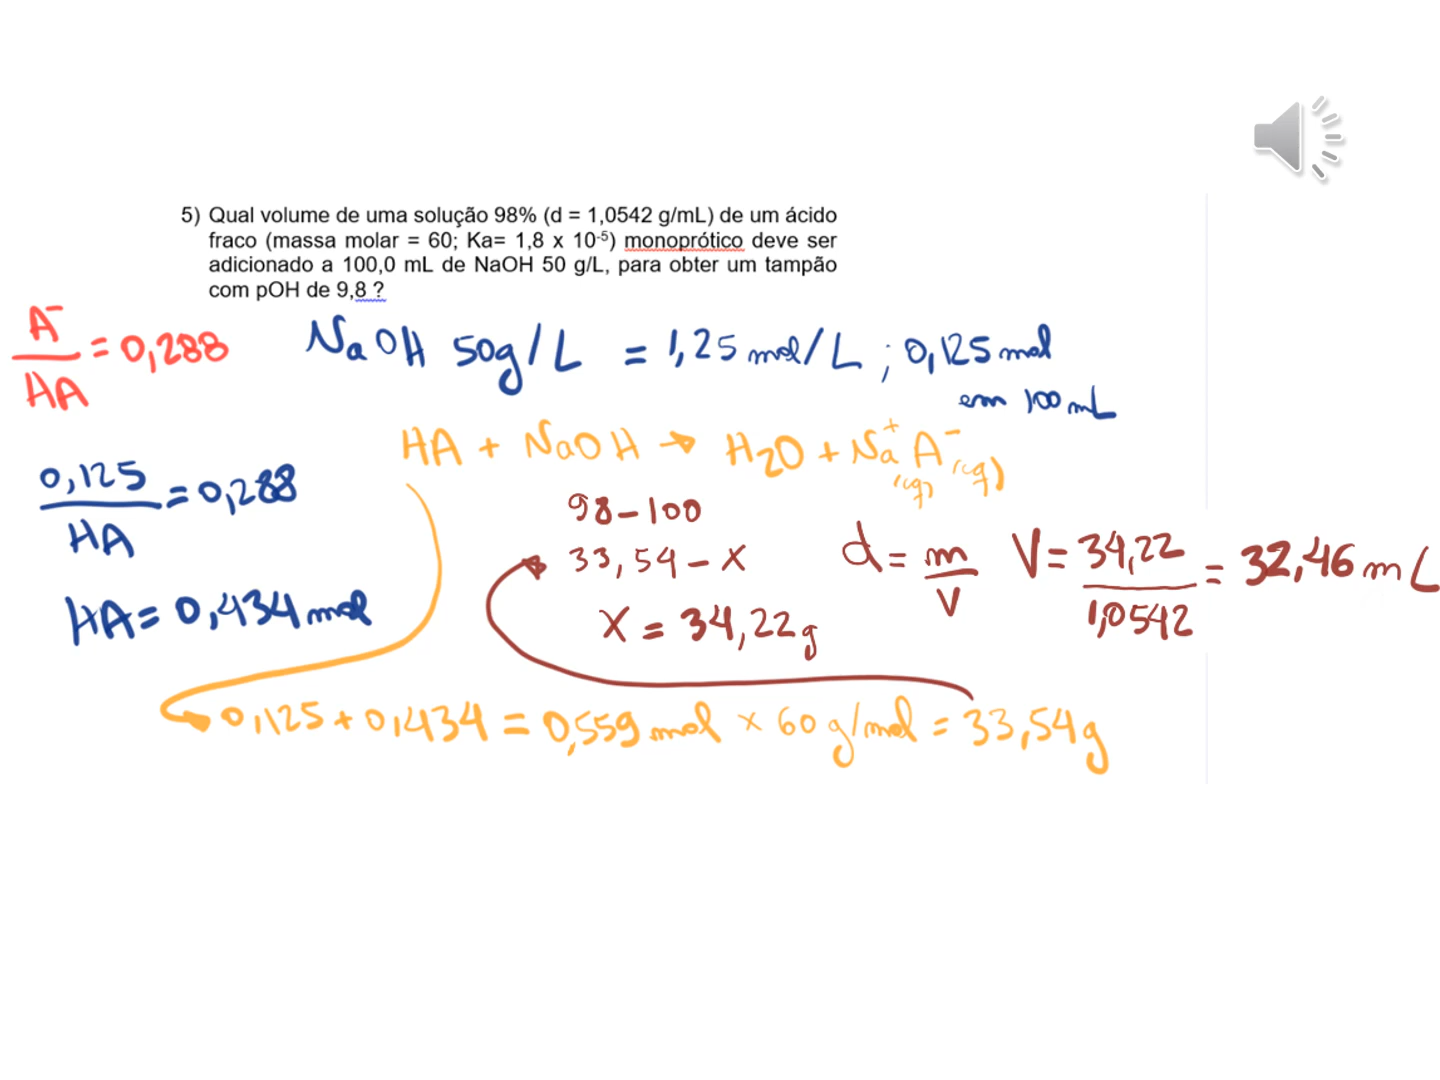 5) Qual volume de uma solução 98% (d = 1,0542 g/mL) de um ácido
fraco (massa molar = 60; Ka= 1,8 x 10⁻⁵) monoprótico deve ser
adicionado a 100,0 mL de NaOH 50 g/L, para obter um tampão
com pOH de 9,8 ?
A⁻/HA = 0,288
NaOH 50g/L = 1,25 mol/L ; 0,125 mol
em 100 mL
HA + NaOH → H2O + Na⁺(aq) A⁻(aq)
0,125/HA = 0,288
HA = 0,434 mol
98 – 100
33,54 – X
X = 34,22 g
d = m/V
V = 34,22/1,0542 = 32,46 mL
0,125 + 0,434 = 0,559 mol × 60 g/mol = 33,54 g